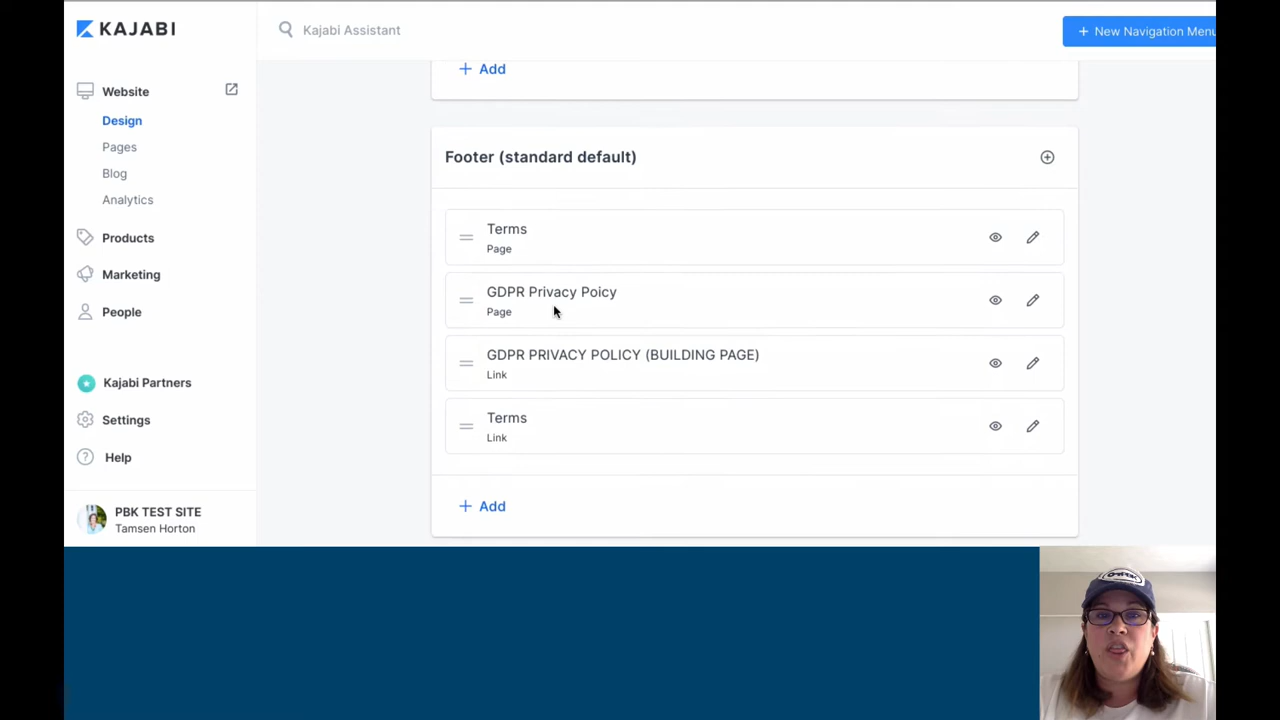 KAJABI
Kajabi Assistant
+ New Navigation Menu
Website
Design
Pages
Blog
Analytics
Products
Marketing
People
Kajabi Partners
Settings
Help
PBK TEST SITE
Tamsen Horton
+ Add
Footer (standard default)
Terms
Page
GDPR Privacy Poicy
Page
GDPR PRIVACY POLICY (BUILDING PAGE)
Link
Terms
Link
+ Add